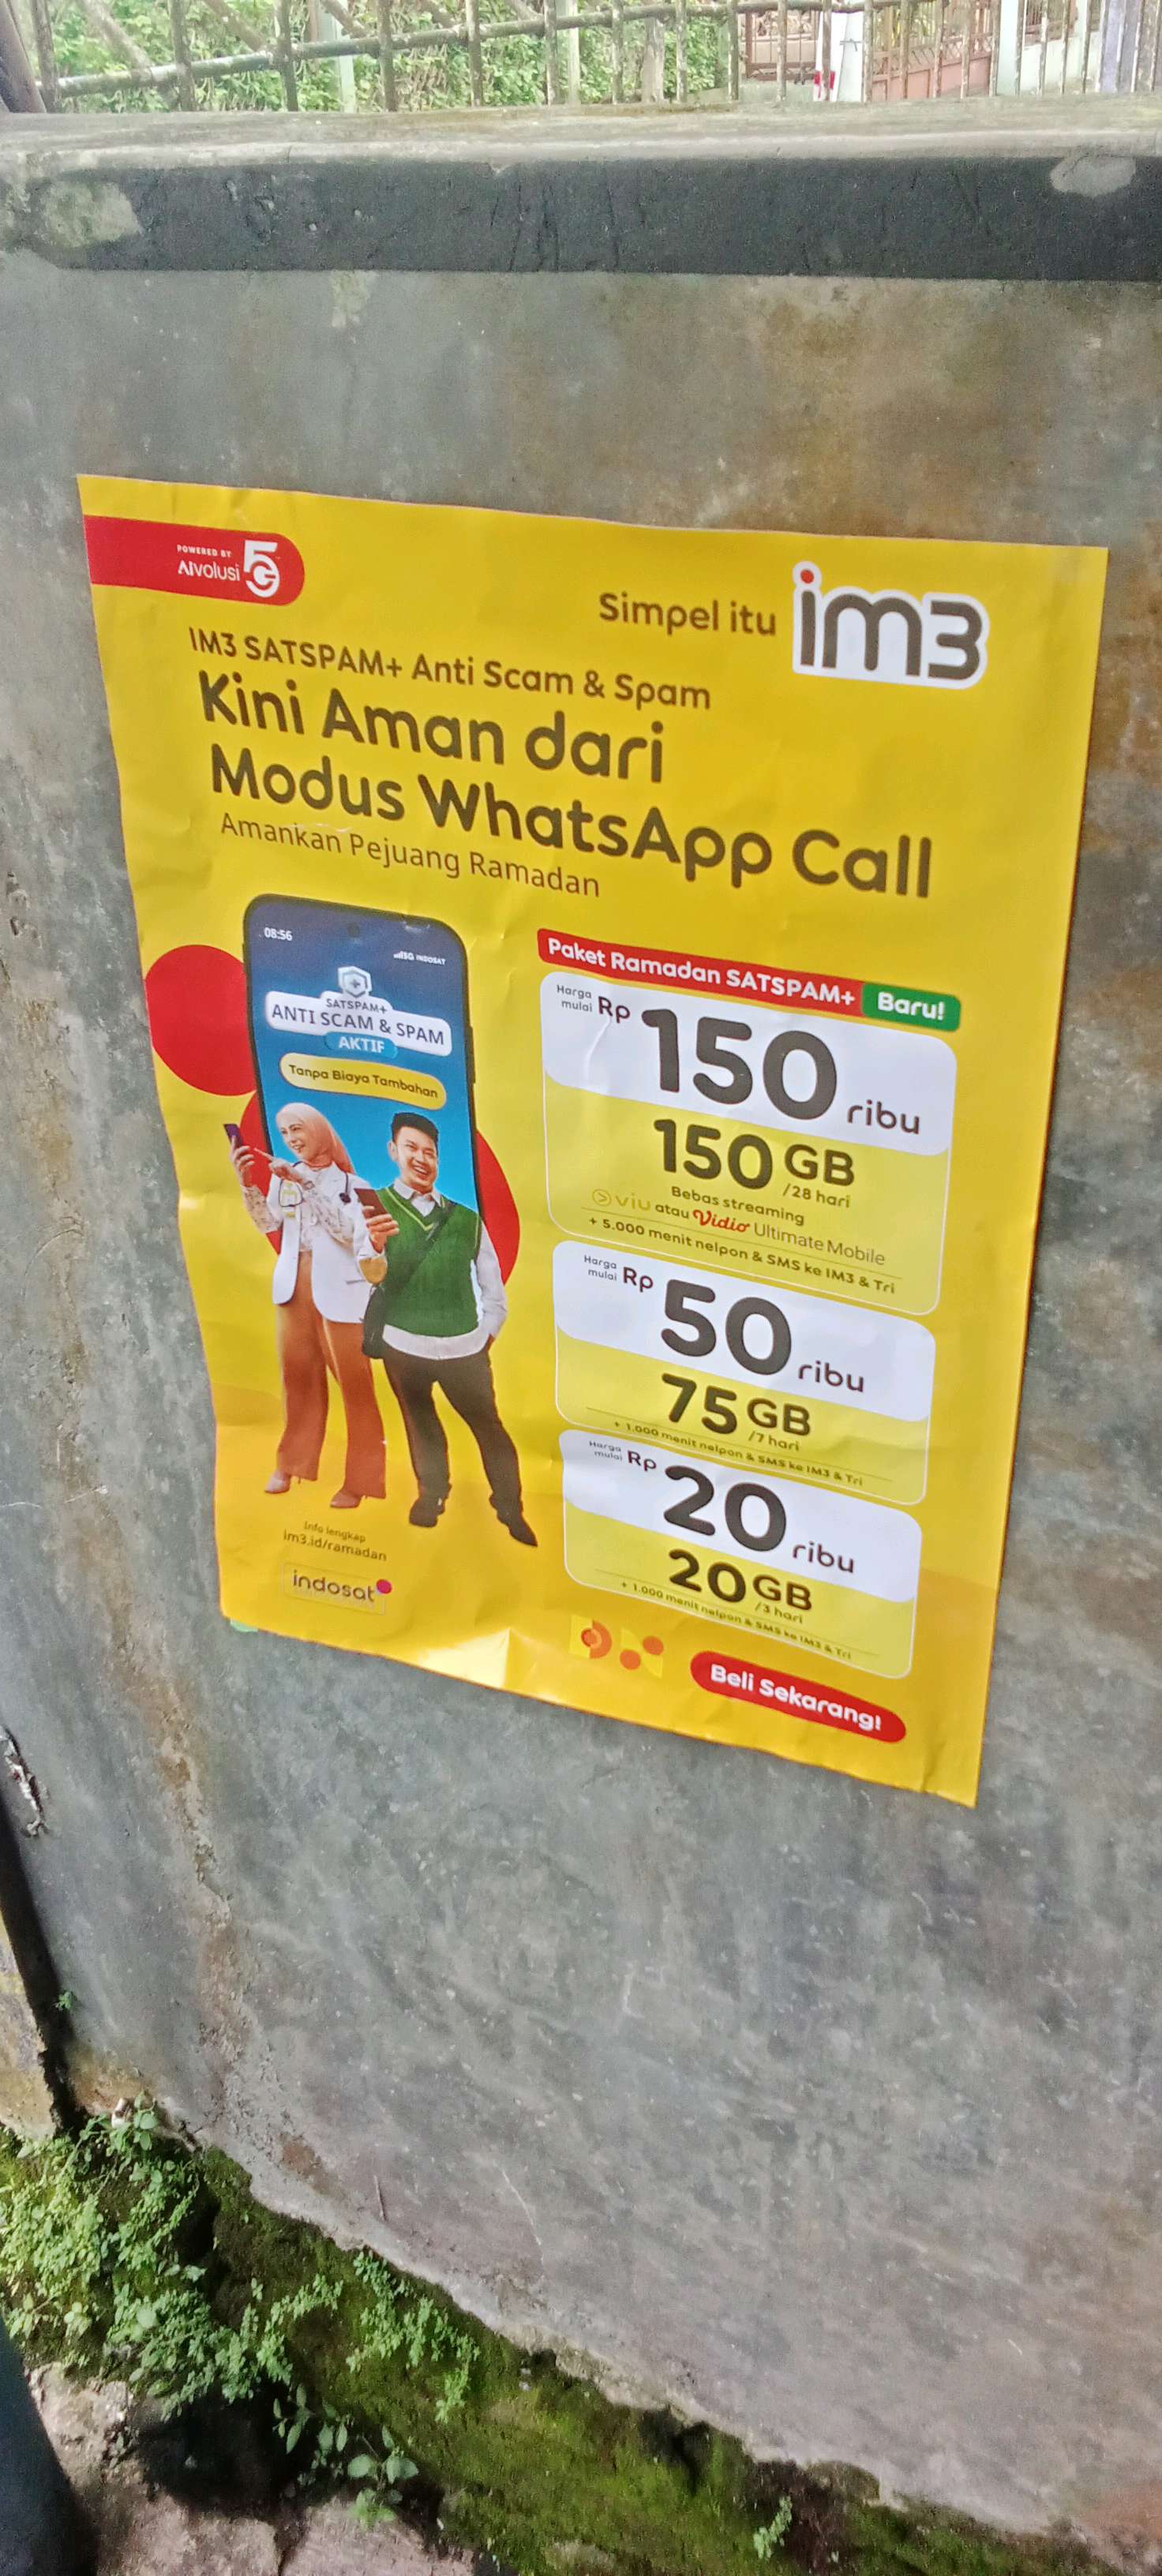 POWERED BY
AIvolusi 5G
Simpel itu im3
IM3 SATSPAM+ Anti Scam & Spam
Kini Aman dari
Modus WhatsApp Call
Amankan Pejuang Ramadan
08:56
5G INDOSAT
SATSPAM+
ANTI SCAM & SPAM
AKTIF
Tanpa Biaya Tambahan
Info lengkap
im3.id/ramadan
indosat
Paket Ramadan SATSPAM+ Baru!
Harga mulai Rp 150 ribu
150 GB
/28 hari
Bebas streaming
viu atau Vidio Ultimate Mobile
+ 5.000 menit nelpon & SMS ke IM3 & Tri
Harga mulai Rp 50 ribu
75 GB
/7 hari
+ 1.000 menit nelpon & SMS ke IM3 & Tri
Harga mulai Rp 20 ribu
20 GB
/3 hari
+ 1.000 menit nelpon & SMS ke IM3 & Tri
Beli Sekarang!